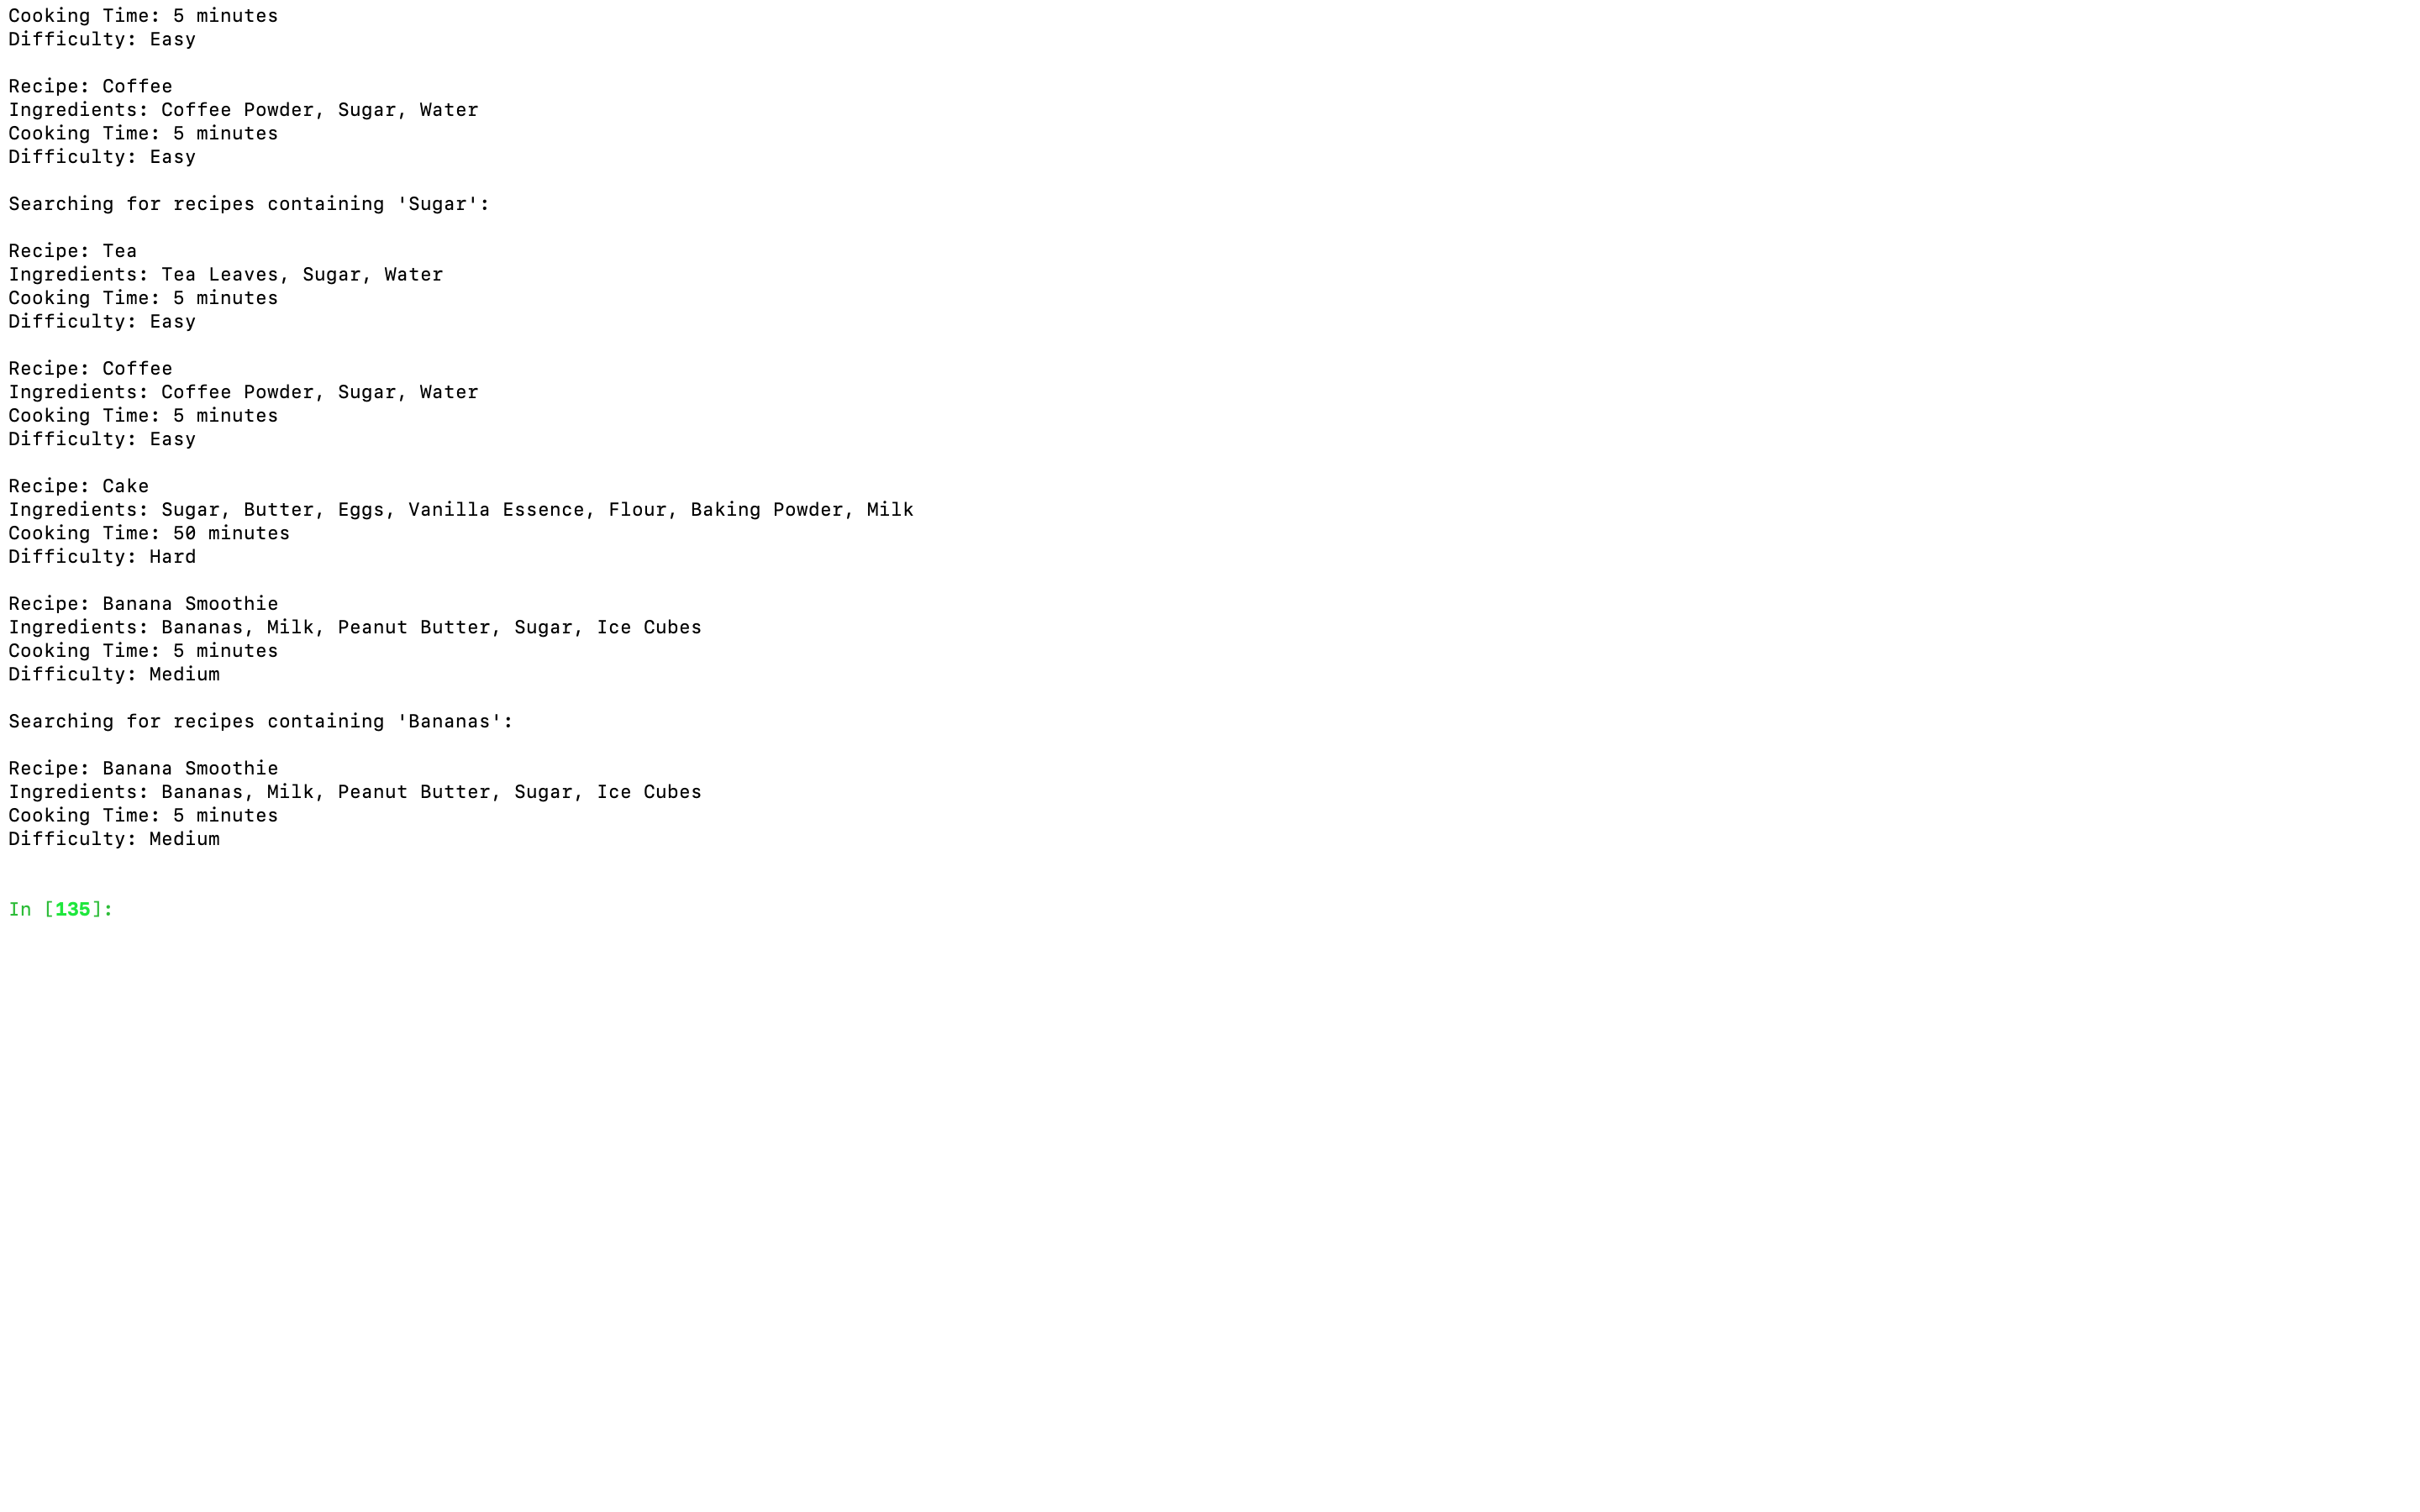 Cooking Time: 5 minutes
Difficulty: Easy
Recipe: Coffee
Ingredients: Coffee Powder, Sugar, Water
Cooking Time: 5 minutes
Difficulty: Easy
Searching for recipes containing 'Sugar':
Recipe: Tea
Ingredients: Tea Leaves, Sugar, Water
Cooking Time: 5 minutes
Difficulty: Easy
Recipe: Coffee
Ingredients: Coffee Powder, Sugar, Water
Cooking Time: 5 minutes
Difficulty: Easy
Recipe: Cake
Ingredients: Sugar, Butter, Eggs, Vanilla Essence, Flour, Baking Powder, Milk
Cooking Time: 50 minutes
Difficulty: Hard
Recipe: Banana Smoothie
Ingredients: Bananas, Milk, Peanut Butter, Sugar, Ice Cubes
Cooking Time: 5 minutes
Difficulty: Medium
Searching for recipes containing 'Bananas':
Recipe: Banana Smoothie
Ingredients: Bananas, Milk, Peanut Butter, Sugar, Ice Cubes
Cooking Time: 5 minutes
Difficulty: Medium
In [135]: